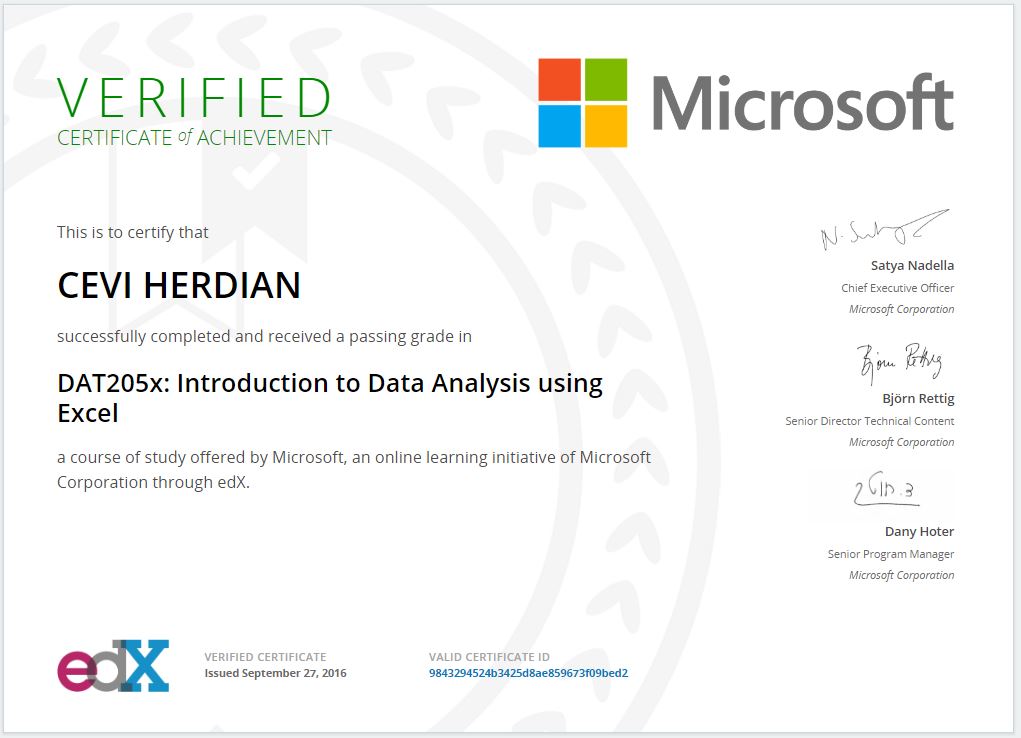 VERIFIED
CERTIFICATE of ACHIEVEMENT
Microsoft
This is to certify that
CEVI HERDIAN
successfully completed and received a passing grade in
DAT205x: Introduction to Data Analysis using
Excel
a course of study offered by Microsoft, an online learning initiative of Microsoft
Corporation through edX.
Satya Nadella
Chief Executive Officer
Microsoft Corporation
Björn Rettig
Björn Rettig
Senior Director Technical Content
Microsoft Corporation
Dany Hoter
Senior Program Manager
Microsoft Corporation
edX
VERIFIED CERTIFICATE
Issued September 27, 2016
VALID CERTIFICATE ID
9843294524b3425d8ae859673f09bed2